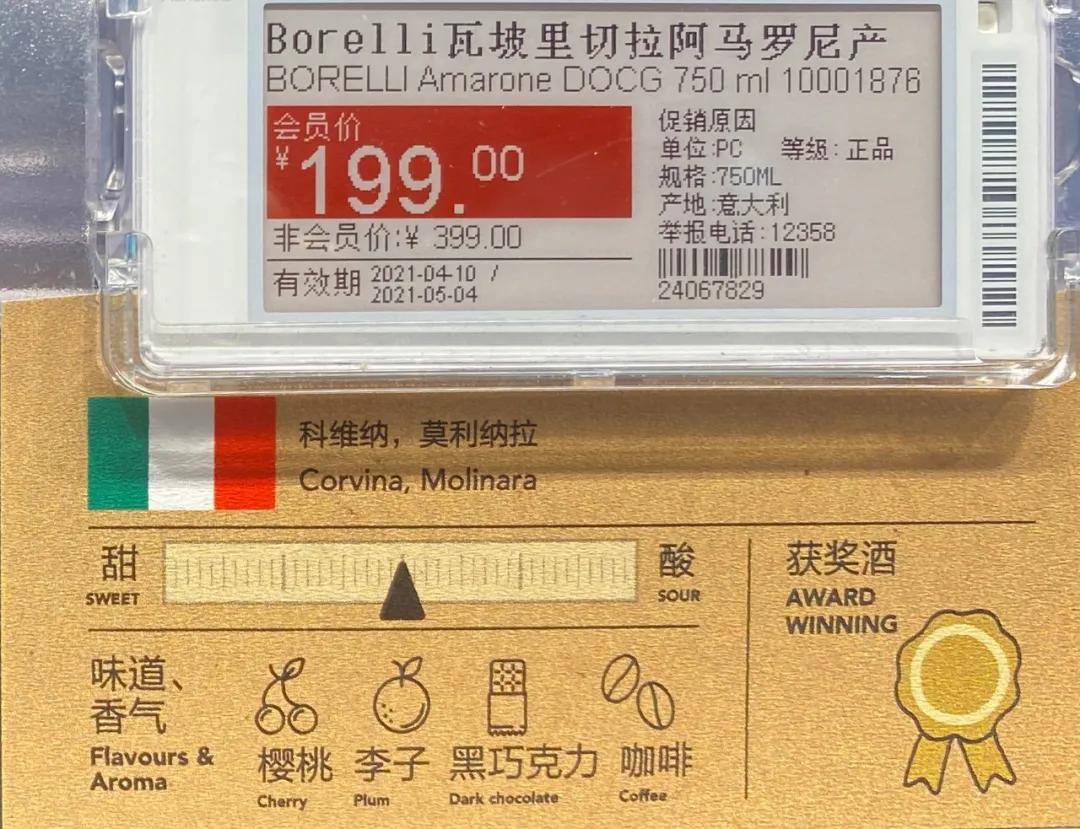 Borelli瓦坡里切拉阿马罗尼产
BORELLI Amarone DOCG 750 ml 10001876
会员价
¥199.00
非会员价:¥ 399.00
有效期 2021-04-10 /
2021-05-04
促销原因
单位:PC 等级:正品
规格:750ML
产地:意大利
举报电话:12358
24067829
科维纳，莫利纳拉
Corvina, Molinara
甜
SWEET
酸
SOUR
获奖酒
AWARD
WINNING
味道、
香气
Flavours &
Aroma
樱桃 李子 黑巧克力 咖啡
Cherry Plum Dark chocolate Coffee